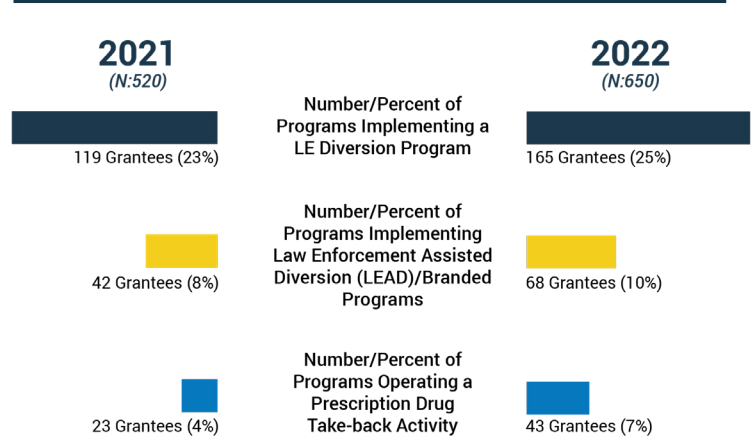 2021
(N:520)
2022
(N:650)
Number/Percent of
Programs Implementing a
LE Diversion Program
119 Grantees (23%)
165 Grantees (25%)
Number/Percent of
Programs Implementing
Law Enforcement Assisted
Diversion (LEAD)/Branded
Programs
42 Grantees (8%)
68 Grantees (10%)
Number/Percent of
Programs Operating a
Prescription Drug
Take-back Activity
23 Grantees (4%)
43 Grantees (7%)